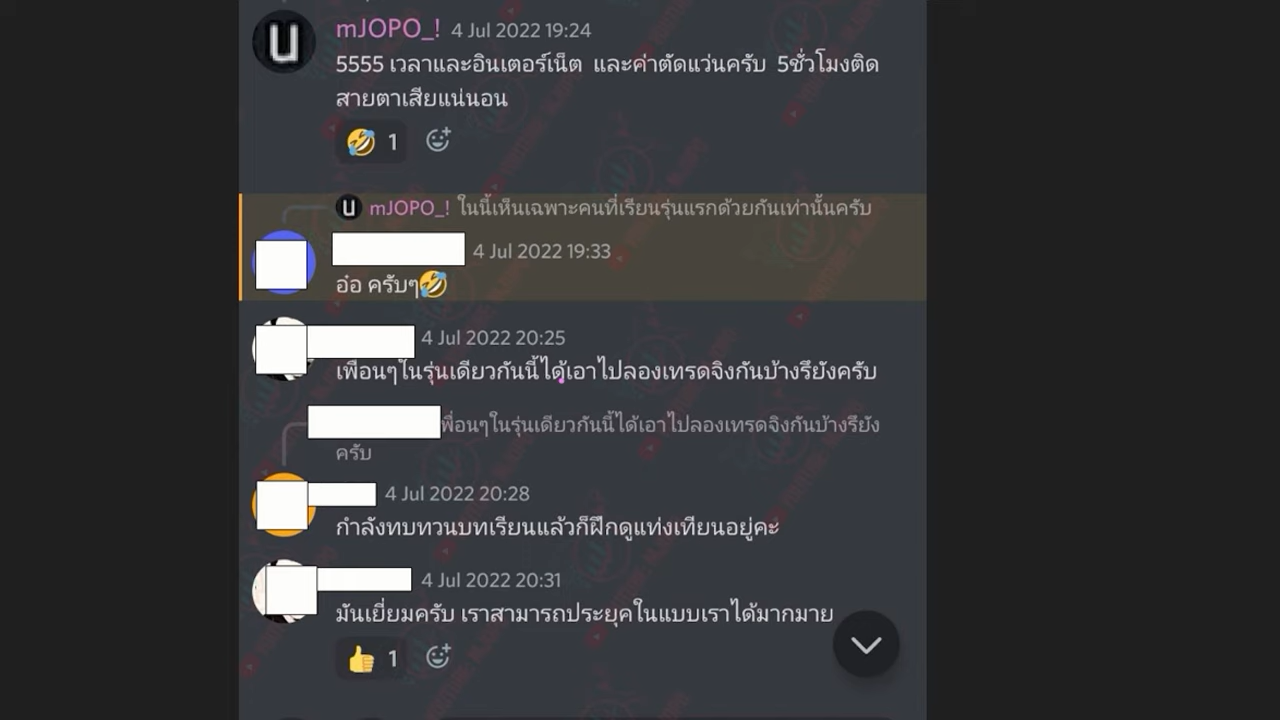 mJOPO_! 4 Jul 2022 19:24
5555 เวลาและอินเตอร์เน็ต และค่าตัดแว่นครับ 5ชั่วโมงติด
สายตาเสียแน่นอน
🤣 1
mJOPO_! ในนี้เห็นเฉพาะคนที่เรียนรุ่นแรกด้วยกันเท่านั้นครับ
4 Jul 2022 19:33
อ๋อ ครับๆ🤣
4 Jul 2022 20:25
เพื่อนๆในรุ่นเดียวกันนี้ได้เอาไปลองเทรดจิงกันบ้างรึยังครับ
พื่อนๆในรุ่นเดียวกันนี้ได้เอาไปลองเทรดจิงกันบ้างรึยัง
ครับ
4 Jul 2022 20:28
กำลังทบทวนบทเรียนแล้วก็ฝึกดูแท่งเทียนอยู่คะ
4 Jul 2022 20:31
มันเยี่ยมครับ เราสามารถประยุคในแบบเราได้มากมาย
👍 1